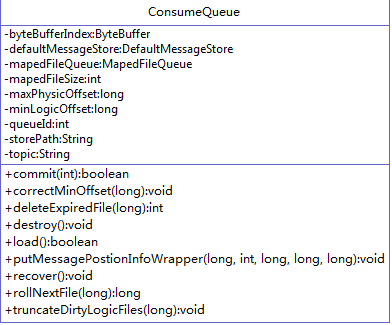 ConsumeQueue
-byteBufferIndex:ByteBuffer
-defaultMessageStore:DefaultMessageStore
-mapedFileQueue:MapedFileQueue
-mapedFileSize:int
-maxPhysicOffset:long
-minLogicOffset:long
-queueId:int
-storePath:String
-topic:String
+commit(int):boolean
+correctMinOffset(long):void
+deleteExpiredFile(long):int
+destroy():void
+load():boolean
+putMessagePostionInfoWrapper(long, int, long, long, long):void
+recover():void
+rollNextFile(long):long
+truncateDirtyLogicFiles(long):void